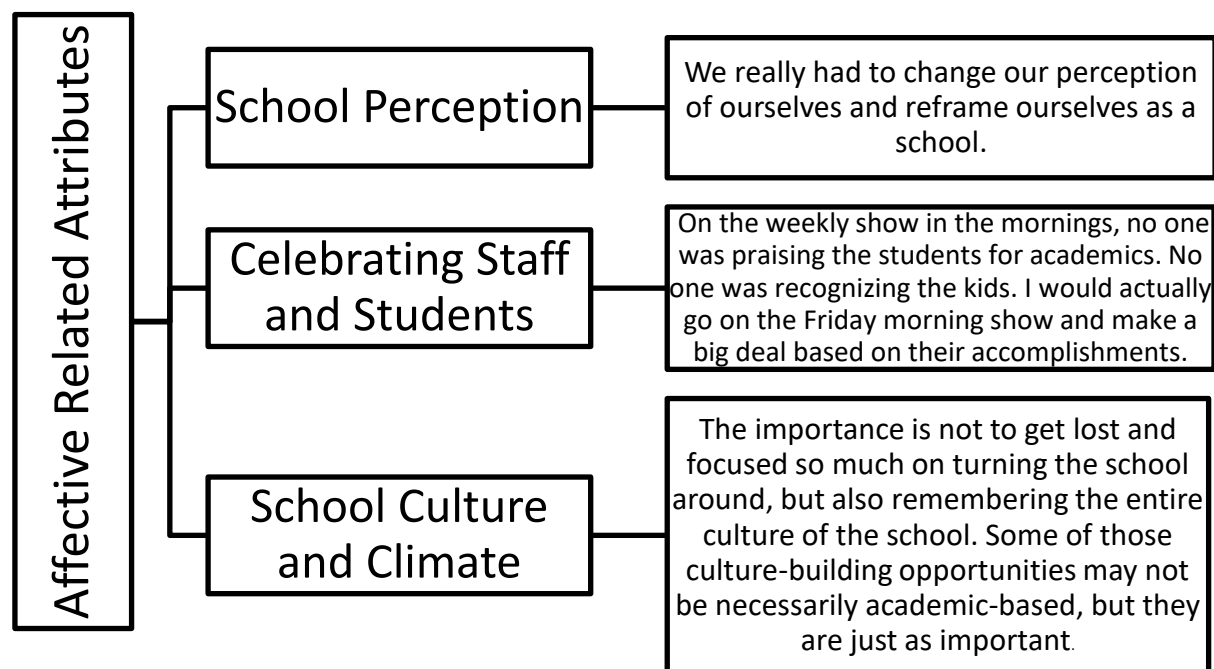 Affective Related Attributes
School Perception
We really had to change our perception
of ourselves and reframe ourselves as a
school.
Celebrating Staff
and Students
On the weekly show in the mornings, no one
was praising the students for academics. No
one was recognizing the kids. I would actually
go on the Friday morning show and make a
big deal based on their accomplishments.
School Culture
and Climate
The importance is not to get lost and
focused so much on turning the school
around, but also remembering the entire
culture of the school. Some of those
culture-building opportunities may not
be necessarily academic-based, but they
are just as important.